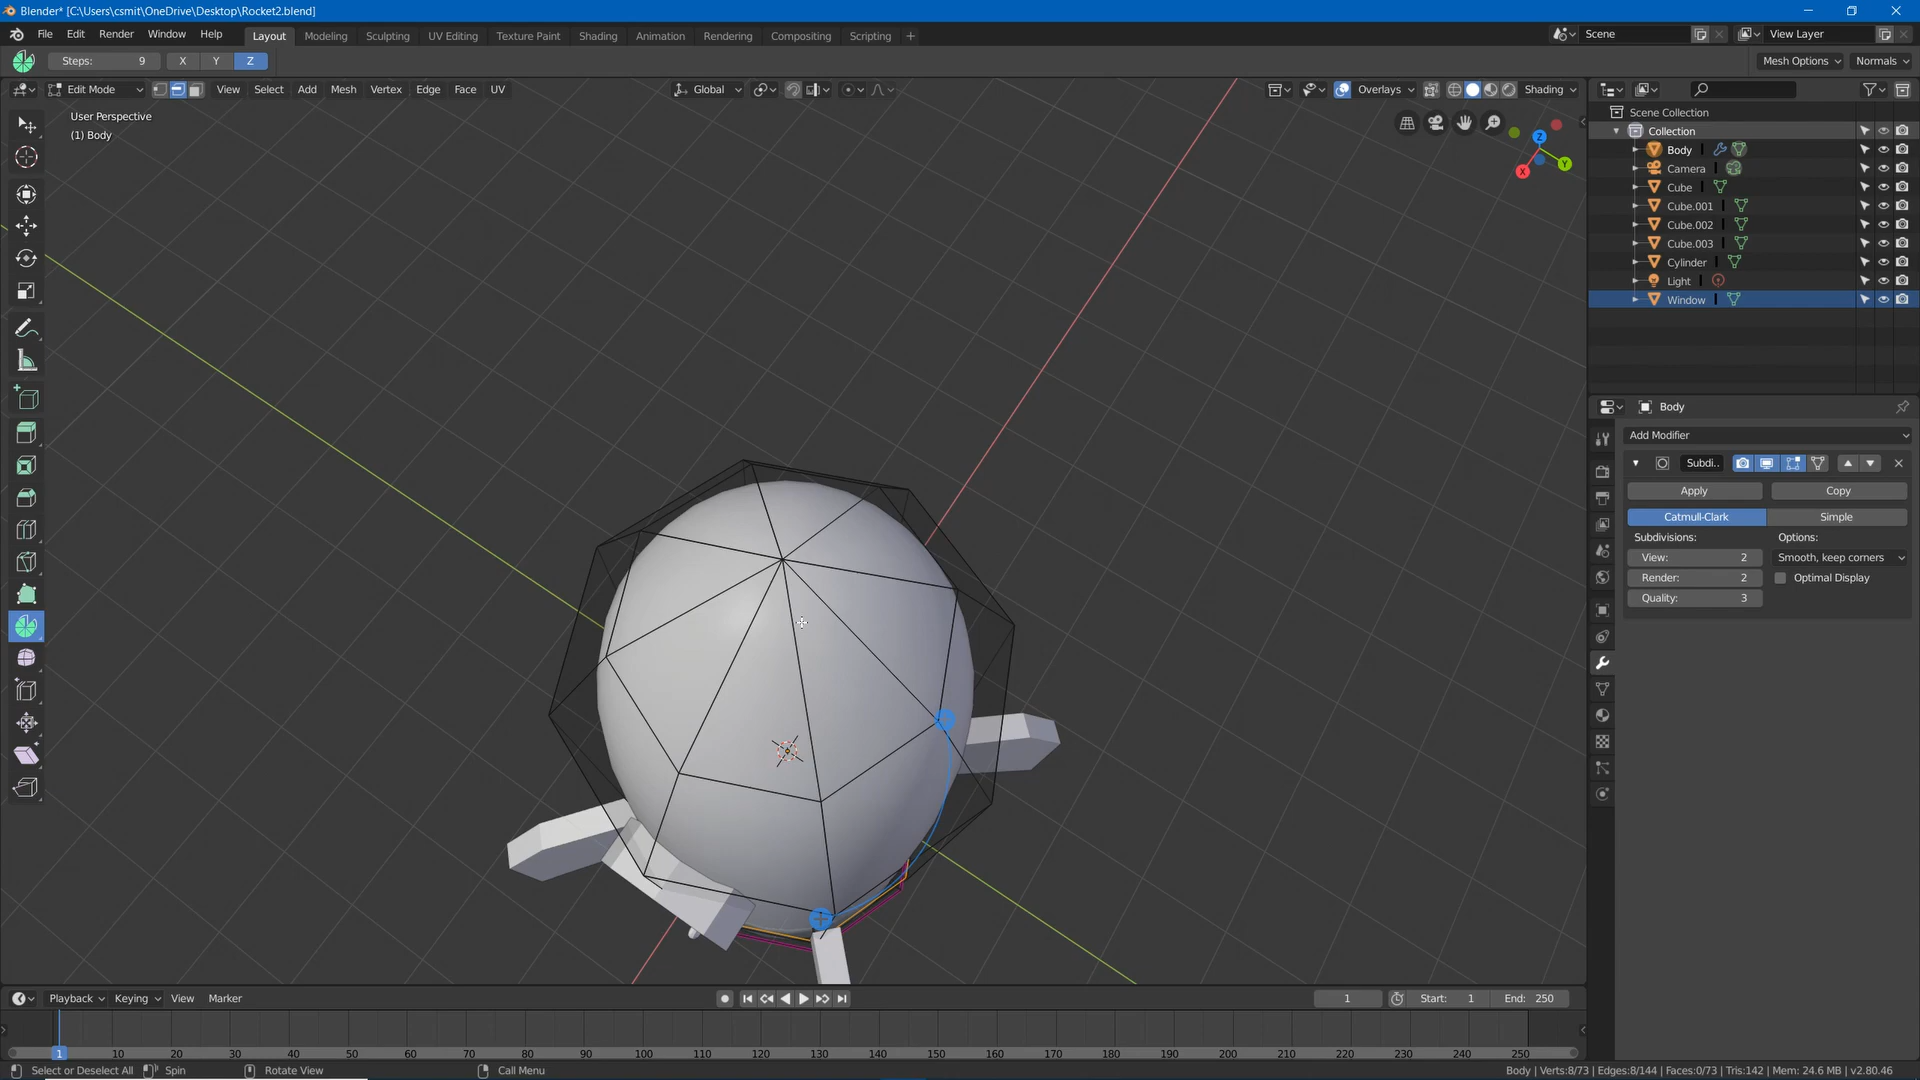 Blender* [C:\Users\csmit\OneDrive\Desktop\Rocket2.blend]
File Edit Render Window Help Layout Modeling Sculpting UV Editing Texture Paint Shading Animation Rendering Compositing Scripting + Scene View Layer
Steps: 9 X Y Z Mesh Options Normals
Edit Mode View Select Add Mesh Vertex Edge Face UV Global Overlays Shading
User Perspective
(1) Body
Z
Y
X
Scene Collection
Collection
Body
Camera
Cube
Cube.001
Cube.002
Cube.003
Cylinder
Light
Window
Body
Add Modifier
Subdi..
Apply Copy
Catmull-Clark Simple
Subdivisions: Options:
View: 2 Smooth, keep corners
Render: 2 Optimal Display
Quality: 3
Playback Keying View Marker 1 Start: 1 End: 250
1 10 20 30 40 50 60 70 80 90 100 110 120 130 140 150 160 170 180 190 200 210 220 230 240 250
Select or Deselect All Spin Rotate View Call Menu Body | Verts:8/73 | Edges:8/144 | Faces:0/73 | Tris:142 | Mem: 24.6 MB | v2.80.46